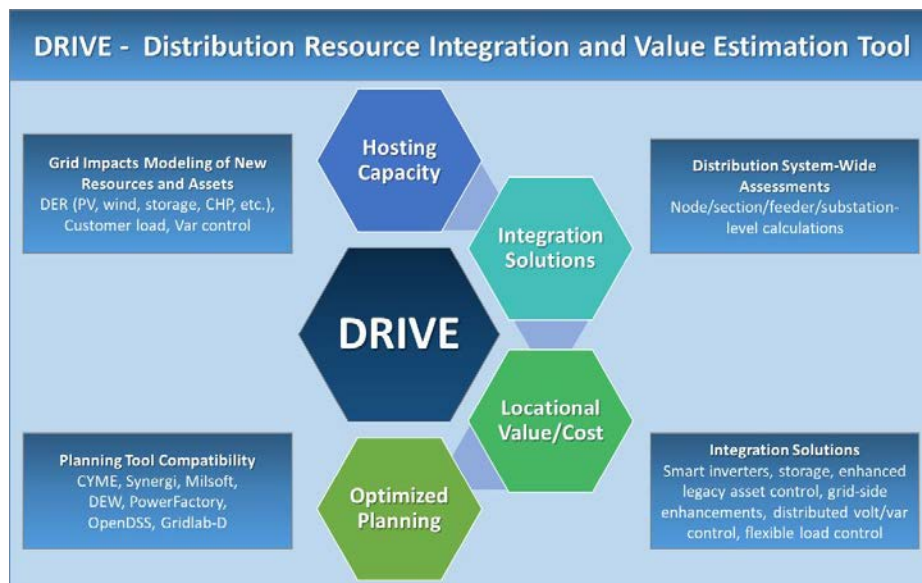 DRIVE - Distribution Resource Integration and Value Estimation Tool
Grid Impacts Modeling of New
Resources and Assets
DER (PV, wind, storage, CHP, etc.),
Customer load, Var control
Hosting
Capacity
Distribution System-Wide
Assessments
Node/section/feeder/substation-
level calculations
Integration
Solutions
DRIVE
Locational
Value/Cost
Planning Tool Compatibility
CYME, Synergi, Milsoft,
DEW, PowerFactory,
OpenDSS, Gridlab-D
Optimized
Planning
Integration Solutions
Smart inverters, storage, enhanced
legacy asset control, grid-side
enhancements, distributed volt/var
control, flexible load control